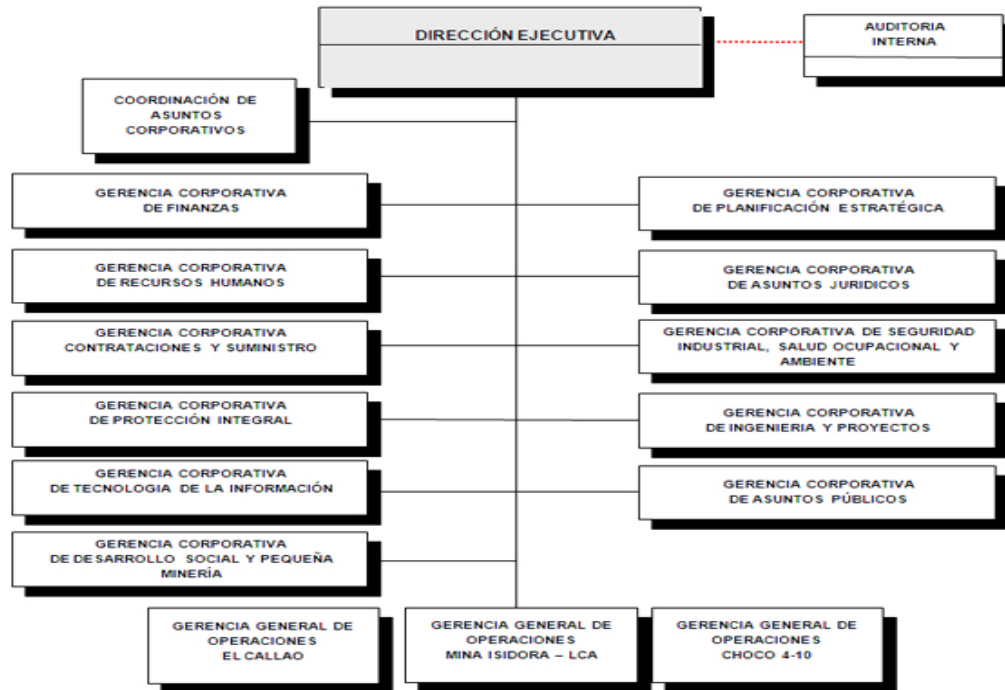 DIRECCIÓN EJECUTIVA
AUDITORIA
INTERNA
COORDINACIÓN DE
ASUNTOS
CORPORATIVOS
GERENCIA CORPORATIVA
DE FINANZAS
GERENCIA CORPORATIVA
DE PLANIFICACIÓN ESTRATÉGICA
GERENCIA CORPORATIVA
DE RECURSOS HUMANOS
GERENCIA CORPORATIVA
DE ASUNTOS JURIDICOS
GERENCIA CORPORATIVA
CONTRATACIONES Y SUMINISTRO
GERENCIA CORPORATIVA DE SEGURIDAD
INDUSTRIAL, SALUD OCUPACIONAL Y
AMBIENTE
GERENCIA CORPORATIVA
DE PROTECCIÓN INTEGRAL
GERENCIA CORPORATIVA
DE INGENIERIA Y PROYECTOS
GERENCIA CORPORATIVA
DE TECNOLOGIA DE LA INFORMACIÓN
GERENCIA CORPORATIVA
DE ASUNTOS PÚBLICOS
GERENCIA CORPORATIVA
DE DESARROLLO SOCIAL Y PEQUEÑA
MINERÍA
GERENCIA GENERAL DE
OPERACIONES
EL CALLAO
GERENCIA GENERAL DE
OPERACIONES
MINA ISIDORA – LCA
GERENCIA GENERAL DE
OPERACIONES
CHOCO 4-10